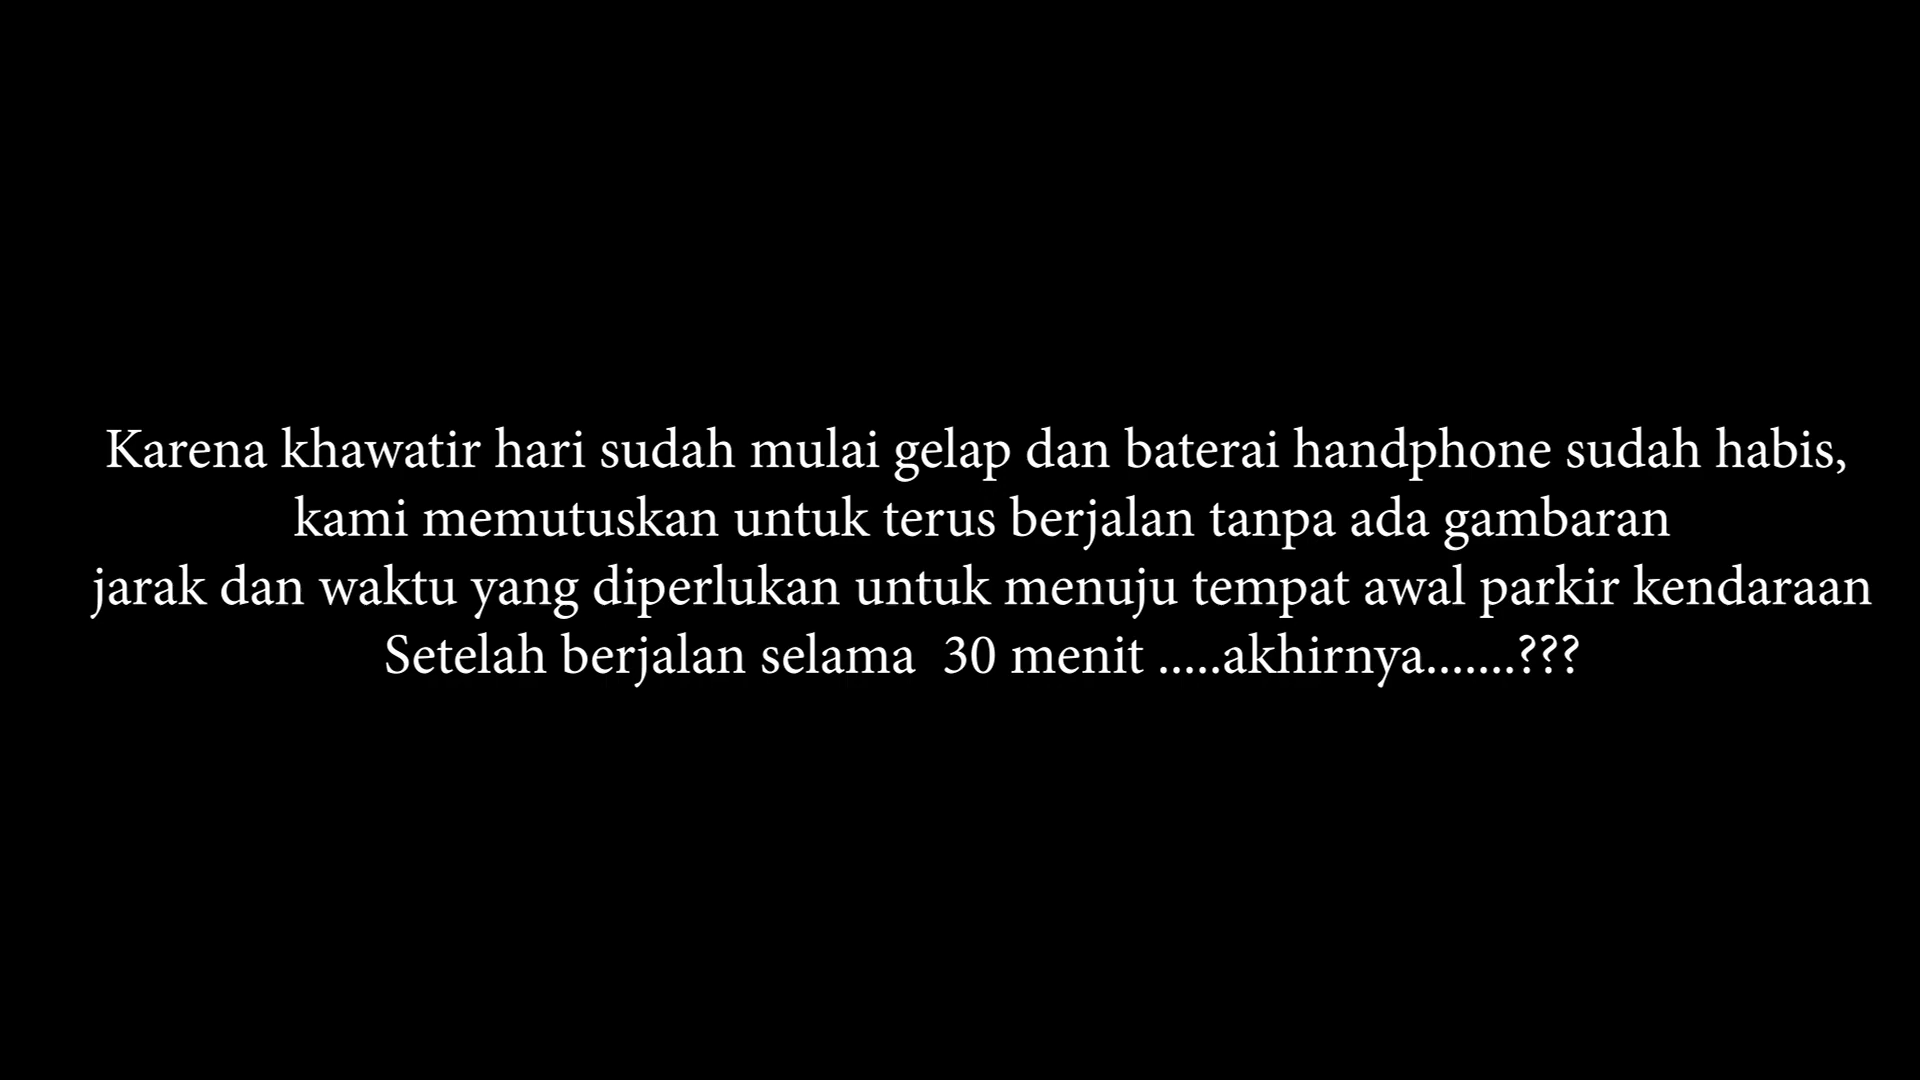 Karena khawatir hari sudah mulai gelap dan baterai handphone sudah habis,
kami memutuskan untuk terus berjalan tanpa ada gambaran
jarak dan waktu yang diperlukan untuk menuju tempat awal parkir kendaraan
Setelah berjalan selama  30 menit .....akhirnya.......???